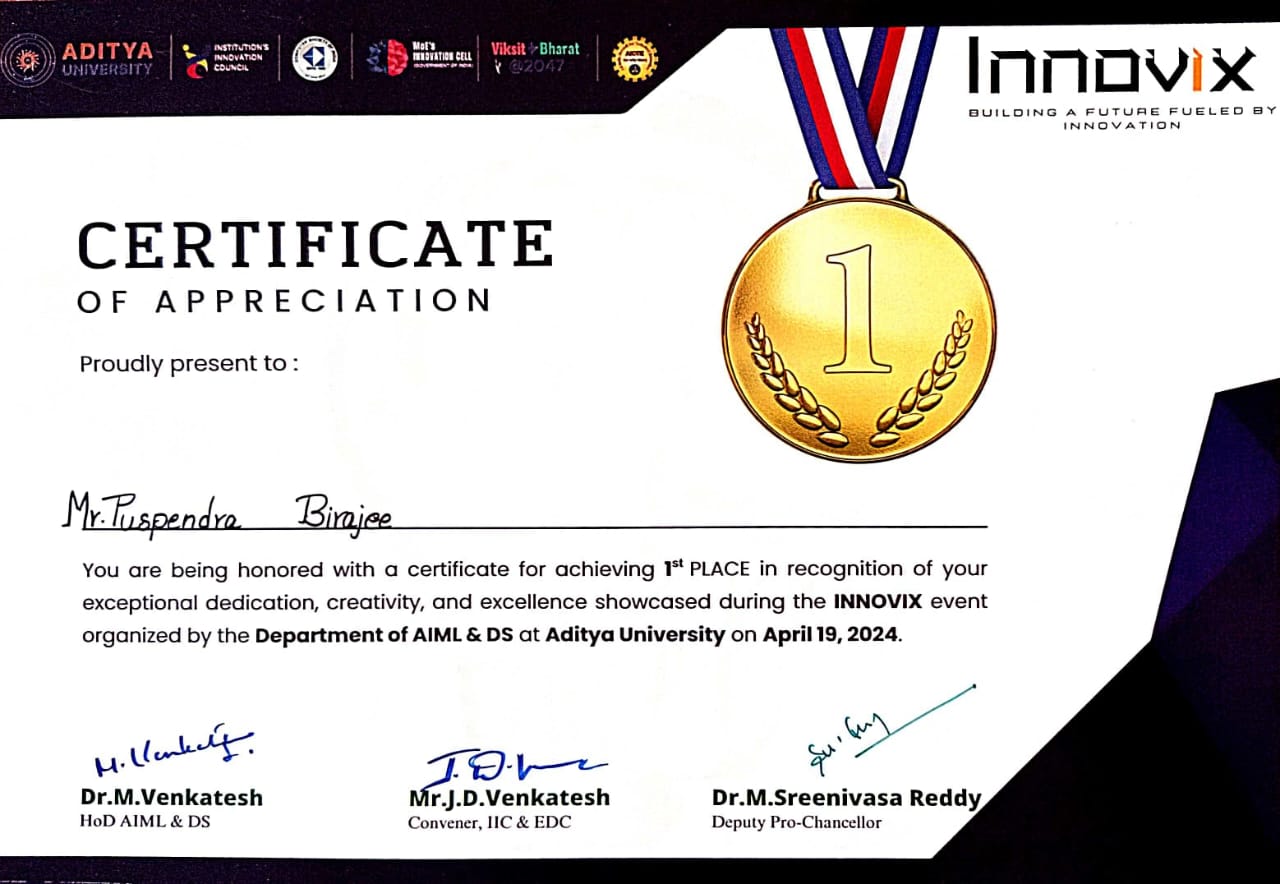 ADITYA
UNIVERSITY
INSTITUTION'S
INNOVATION
COUNCIL
MoE's
INNOVATION CELL
(GOVERNMENT OF INDIA)
Viksit Bharat
@2047
Innovix
BUILDING A FUTURE FUELED BY
INNOVATION
1
CERTIFICATE
OF APPRECIATION
Proudly present to :
Mr. Puspendra Birajee
You are being honored with a certificate for achieving 1st PLACE in recognition of your
exceptional dedication, creativity, and excellence showcased during the INNOVIX event
organized by the Department of AIML & DS at Aditya University on April 19, 2024.
M. Venkat
J.D.V
Dr.M.Venkatesh
HoD AIML & DS
Mr.J.D.Venkatesh
Convener, IIC & EDC
Dr.M.Sreenivasa Reddy
Deputy Pro-Chancellor